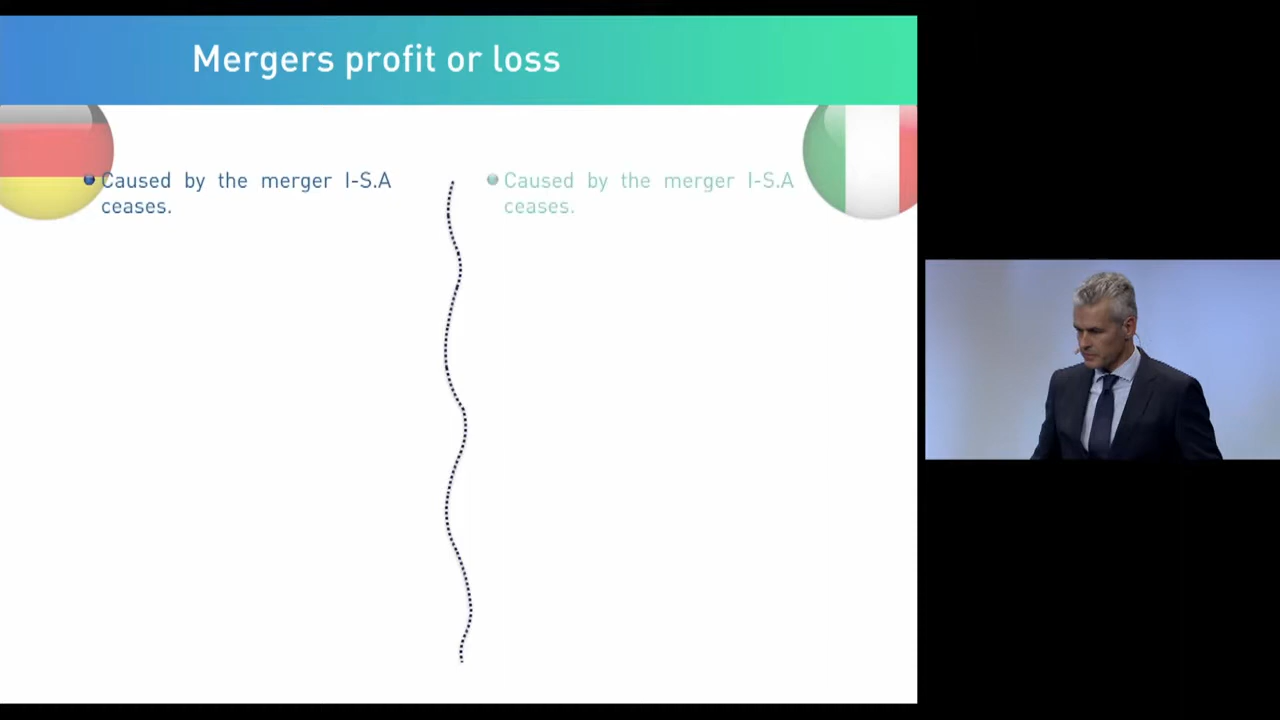 Mergers profit or loss
Caused by the merger I-S.A
ceases.
Caused by the merger I-S.A
ceases.